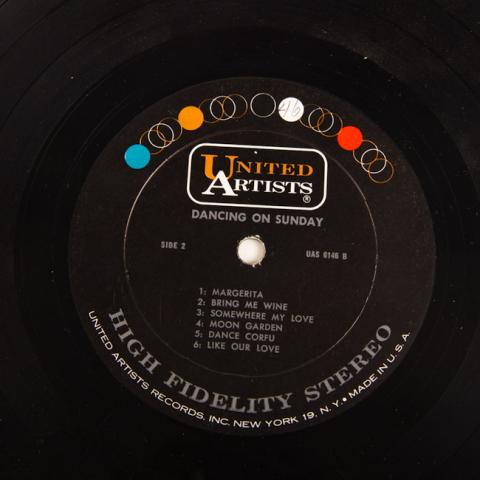 46
UNITED
ARTISTS®
DANCING ON SUNDAY
SIDE 2
UAS 6146 B
1: MARGERITA
2: BRING ME WINE
3: SOMEWHERE MY LOVE
4: MOON GARDEN
5: DANCE CORFU
6: LIKE OUR LOVE
HIGH FIDELITY STEREO
UNITED ARTISTS RECORDS, INC. NEW YORK 19, N.Y. • MADE IN U.S.A.